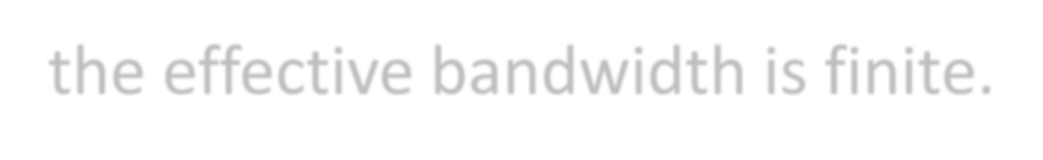 the effective bandwidth is finite.